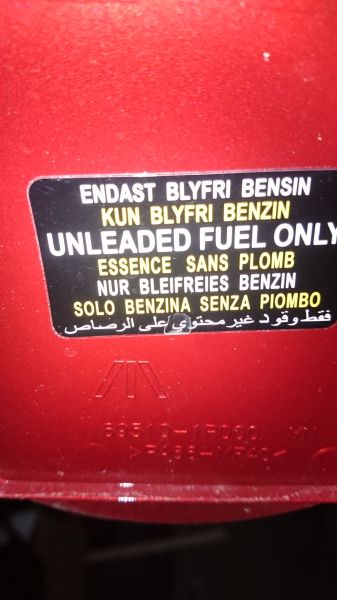 ENDAST BLYFRI BENSIN
KUN BLYFRI BENZIN
UNLEADED FUEL ONLY
ESSENCE SANS PLOMB
NUR BLEIFREIES BENZIN
SOLO BENZINA SENZA PIOMBO
فقط وقود غير محتوي على الرصاص